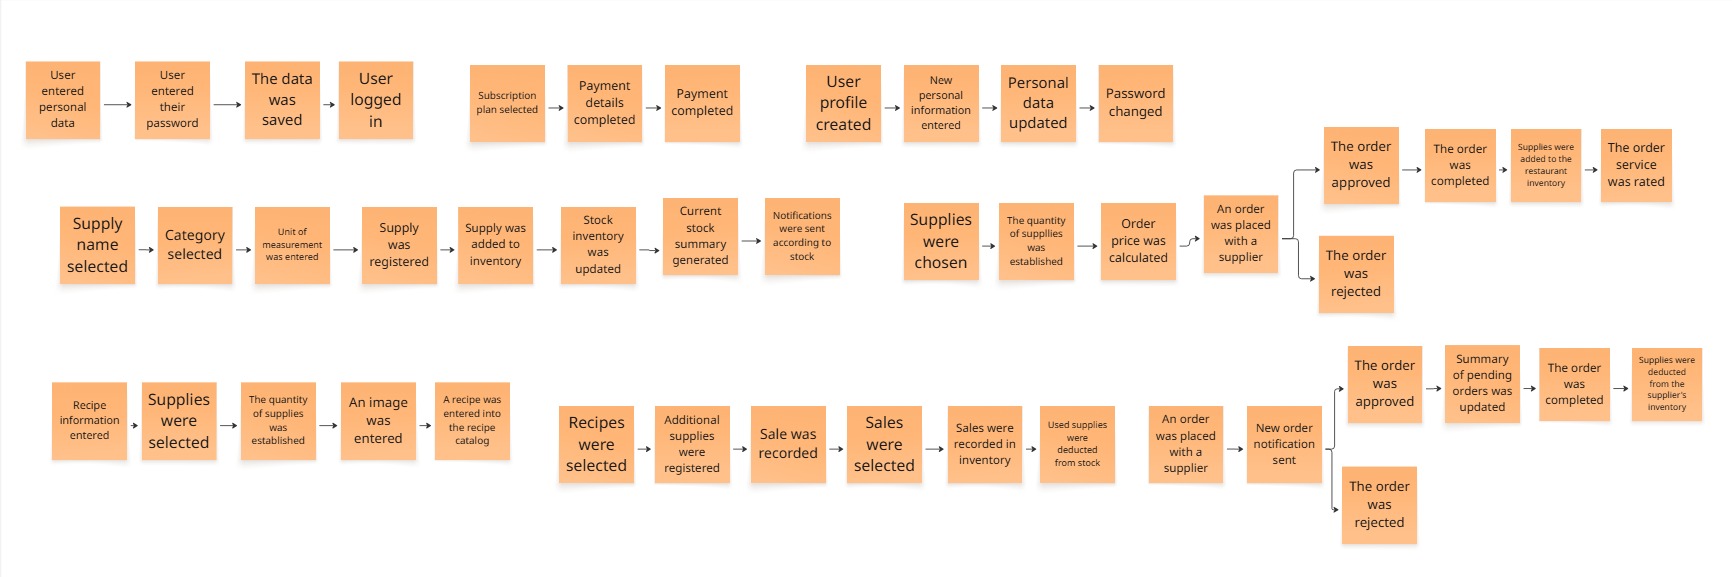 User
entered
personal
data
User
entered
their
password
The data
was
saved
User
logged
in
Subscription
plan selected
Payment
details
completed
Payment
completed
User
profile
created
New
personal
information
entered
Personal
data
updated
Password
changed
Supply
name
selected
Category
selected
Unit of
measurement
was entered
Supply
was
registered
Supply was
added to
inventory
Stock
inventory
was
updated
Current
stock
summary
generated
Notifications
were sent
according to
stock
Supplies
were
chosen
The quantity
of suppllies
was
established
Order
price was
calculated
An order
was placed
with a
supplier
The order
was
approved
The order
was
completed
Supplies were
added to the
restaurant
inventory
The order
service
was rated
The order
was
rejected
Recipe
information
entered
Supplies
were
selected
The quantity
of supplies
was
established
An image
was
entered
A recipe was
entered into
the recipe
catalog
Recipes
were
selected
Additional
supplies
were
registered
Sale was
recorded
Sales
were
selected
Sales were
recorded in
inventory
Used supplies
were
deducted
from stock
An order
was placed
with a
supplier
New order
notification
sent
The order
was
approved
Summary
of pending
orders was
updated
The order
was
completed
Supplies were
deducted
from the
supplier's
inventory
The order
was
rejected